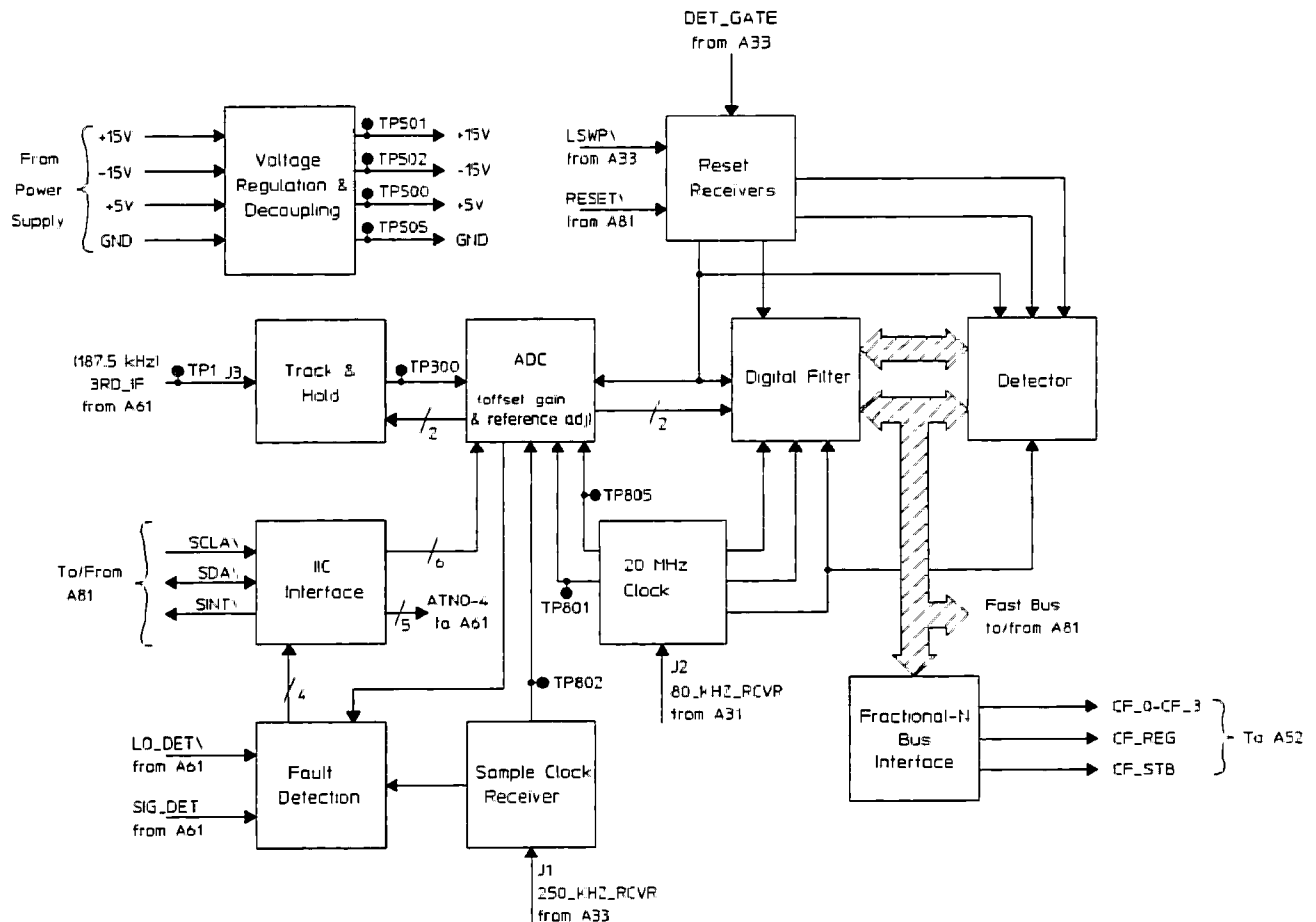 DET_GATE
from A33
From
Power
Supply
+15V
-15V
+5V
GND
Voltage
Regulation &
Decoupling
TP501
+15V
TP502
-15V
TP500
+5V
TP505
GND
LSWP\
from A33
RESET\
from A81
Reset
Receivers
(187.5 kHz)
3RD_IF
from A61
TP1
J3
Track &
Hold
TP300
2
ADC
(offset gain
& reference adj)
2
Digital Filter
Detector
To/From
A81
SCLA\
SDA\
SINT\
IIC
Interface
6
5
ATN0-4
to A61
TP805
TP801
20 MHz
Clock
Fast Bus
to/from A81
4
TP802
J2
80_KHZ_RCVR
from A31
LO_DET\
from A61
SIG_DET
from A61
Fault
Detection
Sample Clock
Receiver
Fractional-N
Bus
Interface
CF_0-CF_3
CF_REG
CF_STB
To A52
J1
250_KHZ_RCVR
from A33